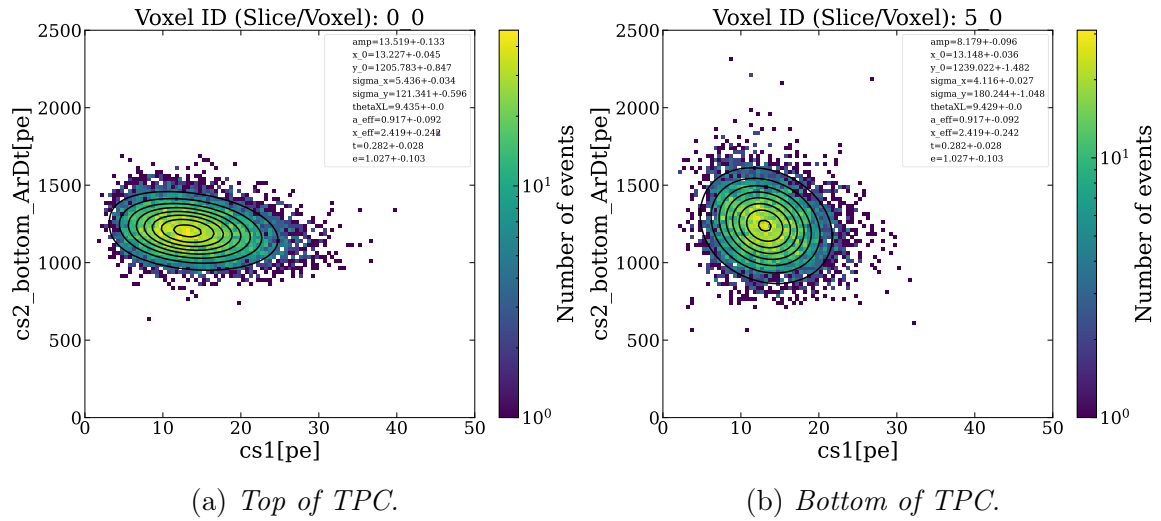 Voxel ID (Slice/Voxel): 0_0
2500
2000
1500
1000
500
0
cs2_bottom_ArDt[pe]
amp=13.519+-0.133
x_0=13.227+-0.045
y_0=1205.783+-0.847
sigma_x=5.436+-0.034
sigma_y=121.341+-0.596
thetaXL=9.435+-0.0
a_eff=0.917+-0.092
x_eff=2.419+-0.242
t=0.282+-0.028
e=1.027+-0.103
0 10 20 30 40 50
cs1[pe]
10^1
10^0
Number of events
(a) Top of TPC.
Voxel ID (Slice/Voxel): 5_0
2500
2000
1500
1000
500
0
cs2_bottom_ArDt[pe]
amp=8.179+-0.096
x_0=13.148+-0.036
y_0=1239.022+-1.482
sigma_x=4.116+-0.027
sigma_y=180.244+-1.048
thetaXL=9.429+-0.0
a_eff=0.917+-0.092
x_eff=2.419+-0.242
t=0.282+-0.028
e=1.027+-0.103
0 10 20 30 40 50
cs1[pe]
10^1
10^0
Number of events
(b) Bottom of TPC.